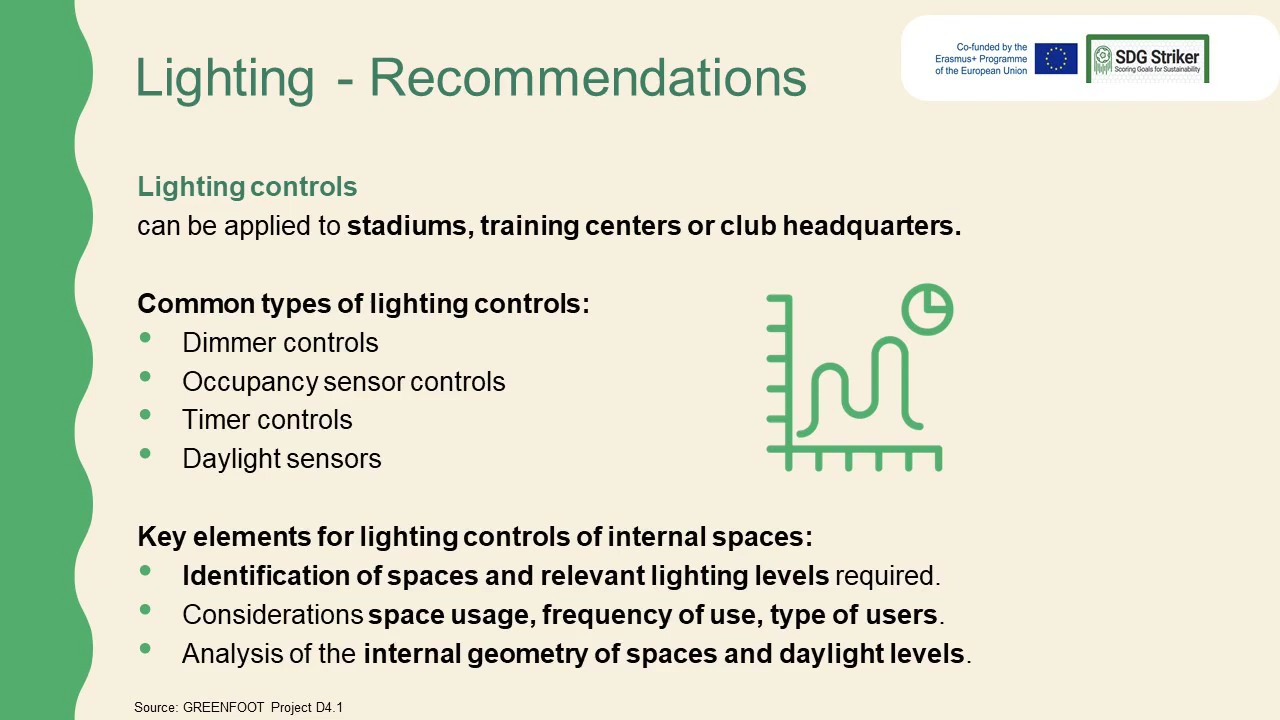 Lighting - Recommendations
Co-funded by the
Erasmus+ Programme
of the European Union
SDG Striker
Scoring Goals for Sustainability
Lighting controls
can be applied to stadiums, training centers or club headquarters.
Common types of lighting controls:
• Dimmer controls
• Occupancy sensor controls
• Timer controls
• Daylight sensors
Key elements for lighting controls of internal spaces:
• Identification of spaces and relevant lighting levels required.
• Considerations space usage, frequency of use, type of users.
• Analysis of the internal geometry of spaces and daylight levels.
Source: GREENFOOT Project D4.1